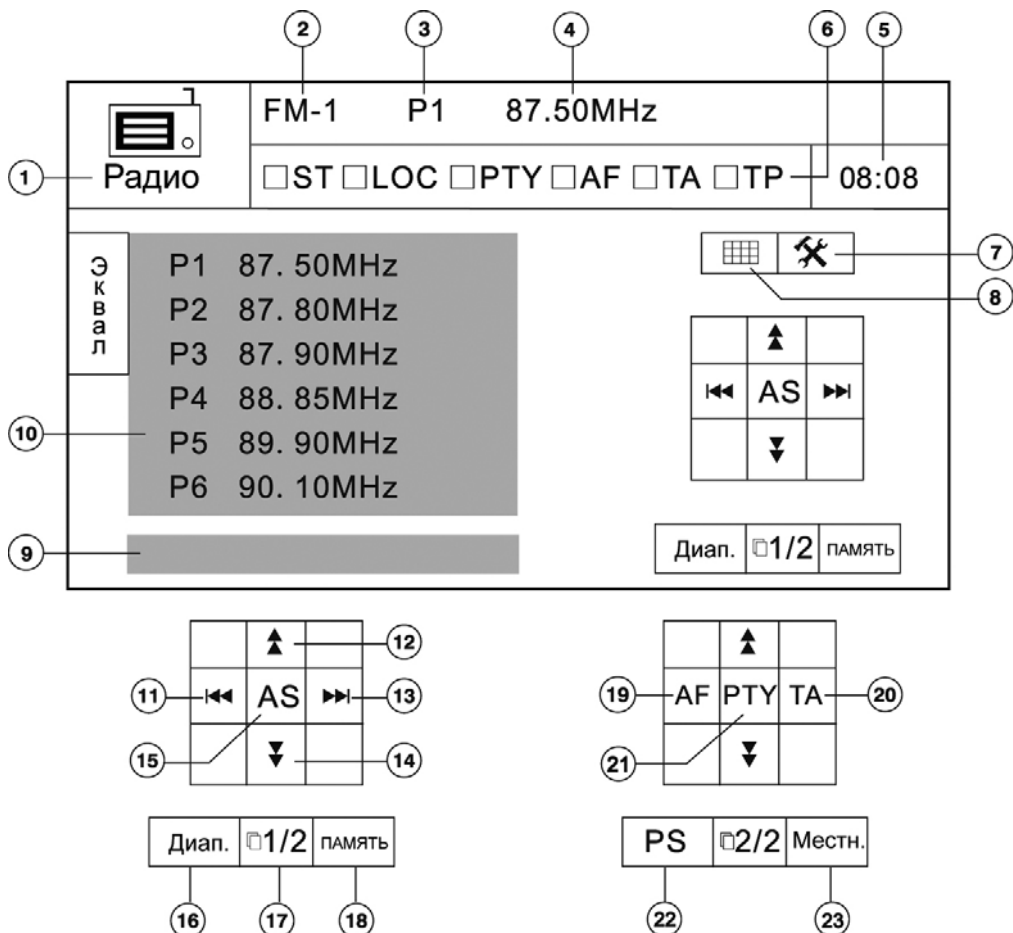 2 3 4 6 5
FM-1 P1 87.50MHz
1 Радио □ST □LOC □PTY □AF □TA □TP 08:08
Эквал
7
8
P1 87. 50MHz
P2 87. 80MHz
P3 87. 90MHz
P4 88. 85MHz
P5 89. 90MHz
P6 90. 10MHz
10
AS
9
Диап. 1/2 ПАМЯТЬ
12
11 AS 13
15 14
Диап. 1/2 ПАМЯТЬ
16 17 18
19 AF PTY TA 20
21
PS 2/2 Местн.
22 23